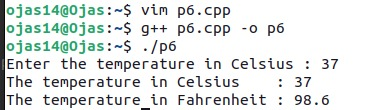 ojas14@Ojas:~$ vim p6.cpp
ojas14@Ojas:~$ g++ p6.cpp -o p6
ojas14@Ojas:~$ ./p6
Enter the temperature in Celsius : 37
The temperature in Celsius    : 37
The temperature in Fahrenheit : 98.6